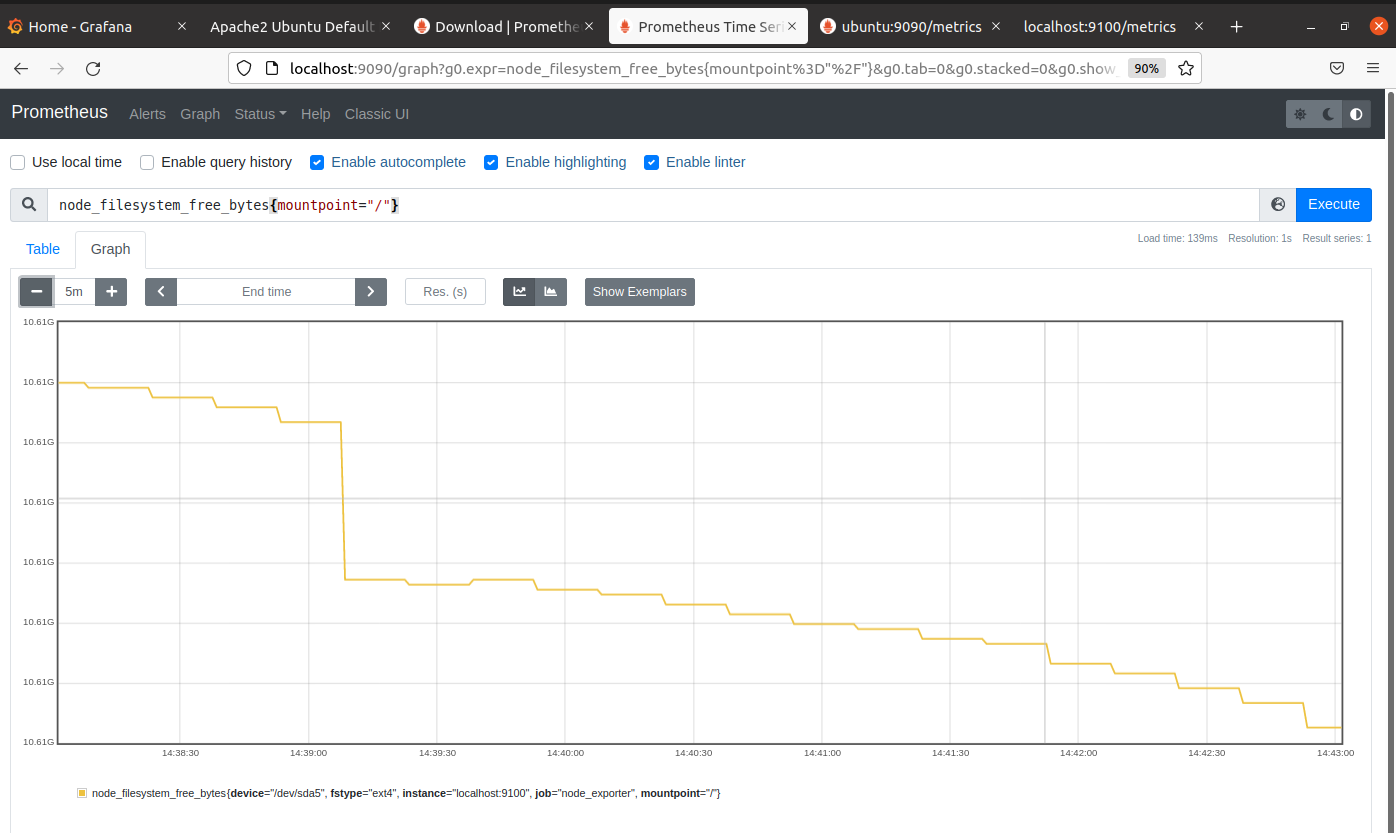 Home - Grafana
Apache2 Ubuntu Default
Download | Promethe
Prometheus Time Seri
ubuntu:9090/metrics
localhost:9100/metrics
localhost:9090/graph?g0.expr=node_filesystem_free_bytes{mountpoint%3D"%2F"}&g0.tab=0&g0.stacked=0&g0.show_
90%
Prometheus Alerts Graph Status Help Classic UI
Use local time Enable query history Enable autocomplete Enable highlighting Enable linter
node_filesystem_free_bytes{mountpoint="/"}
Execute
Table Graph
Load time: 139ms Resolution: 1s Result series: 1
5m End time Res. (s) Show Exemplars
10.61G
10.61G
10.61G
10.61G
10.61G
10.61G
10.61G
10.61G
14:38:30 14:39:00 14:39:30 14:40:00 14:40:30 14:41:00 14:41:30 14:42:00 14:42:30 14:43:00
node_filesystem_free_bytes{device="/dev/sda5", fstype="ext4", instance="localhost:9100", job="node_exporter", mountpoint="/"}